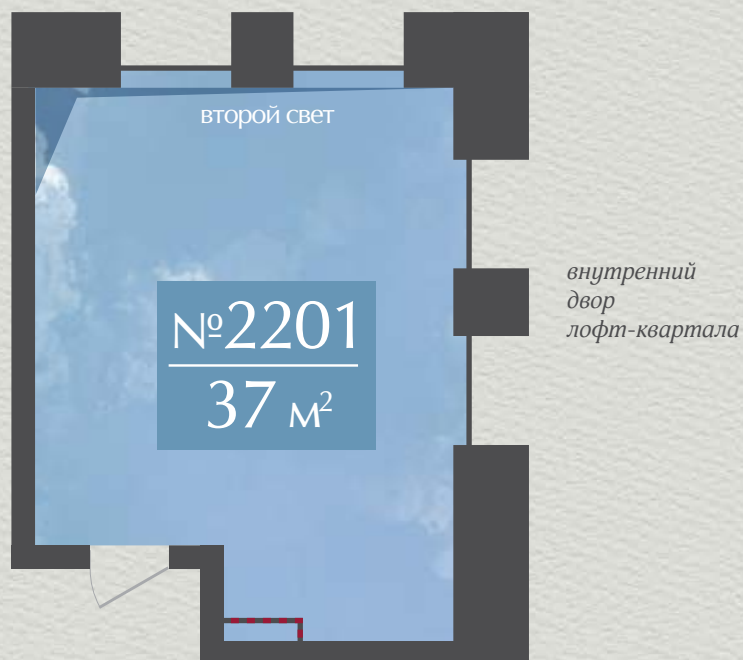 второй свет
№2201
37 м²
внутренний
двор
лофт-квартала